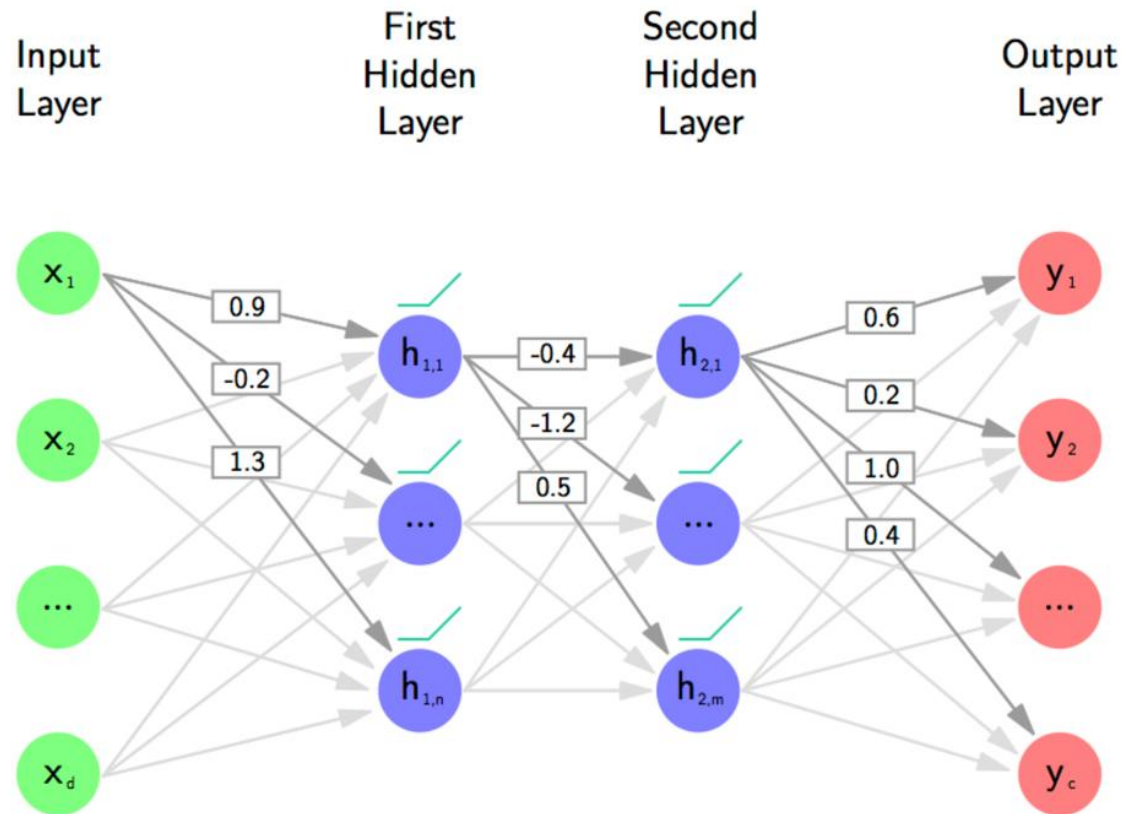 Input
Layer
First
Hidden
Layer
Second
Hidden
Layer
Output
Layer
x₁
0.9
-0.2
1.3
x₂
...
x_d
h₁,₁
...
h₁,ₙ
-0.4
-1.2
0.5
h₂,₁
...
h₂,ₘ
0.6
0.2
1.0
0.4
y₁
y₂
...
y_c